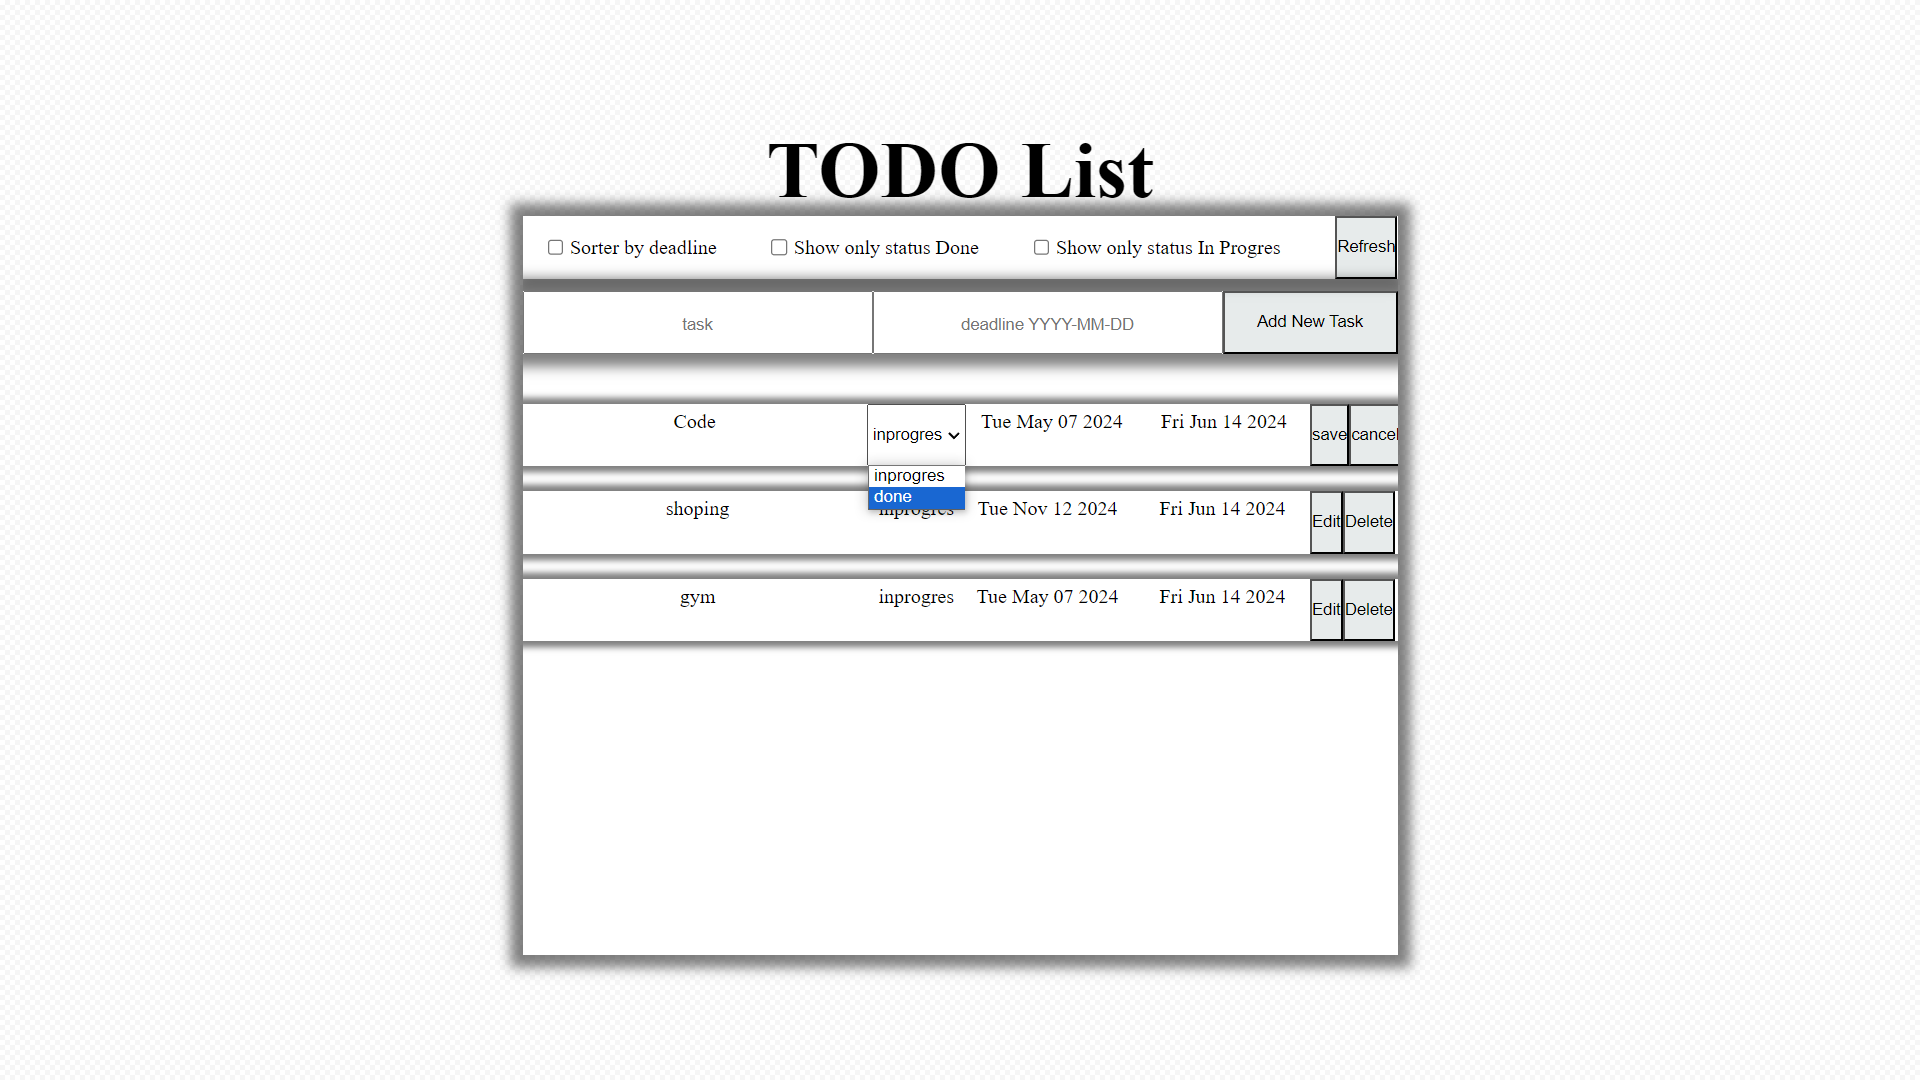 TODO List
Sorter by deadline Show only status Done Show only status In Progres Refresh
task deadline YYYY-MM-DD Add New Task
Code inprogres Tue May 07 2024 Fri Jun 14 2024 save cancel
inprogres
done
shoping inprogres Tue Nov 12 2024 Fri Jun 14 2024 Edit Delete
gym inprogres Tue May 07 2024 Fri Jun 14 2024 Edit Delete